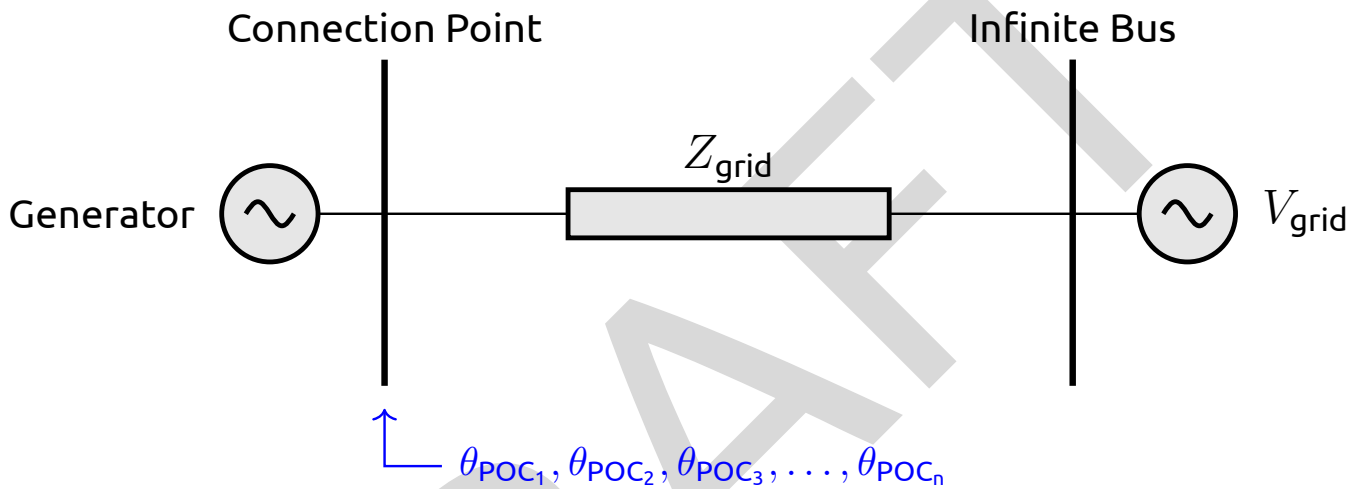 Connection Point
Infinite Bus
Z_grid
Generator
V_grid
θ_POC₁, θ_POC₂, θ_POC₃, . . . , θ_POCₙ